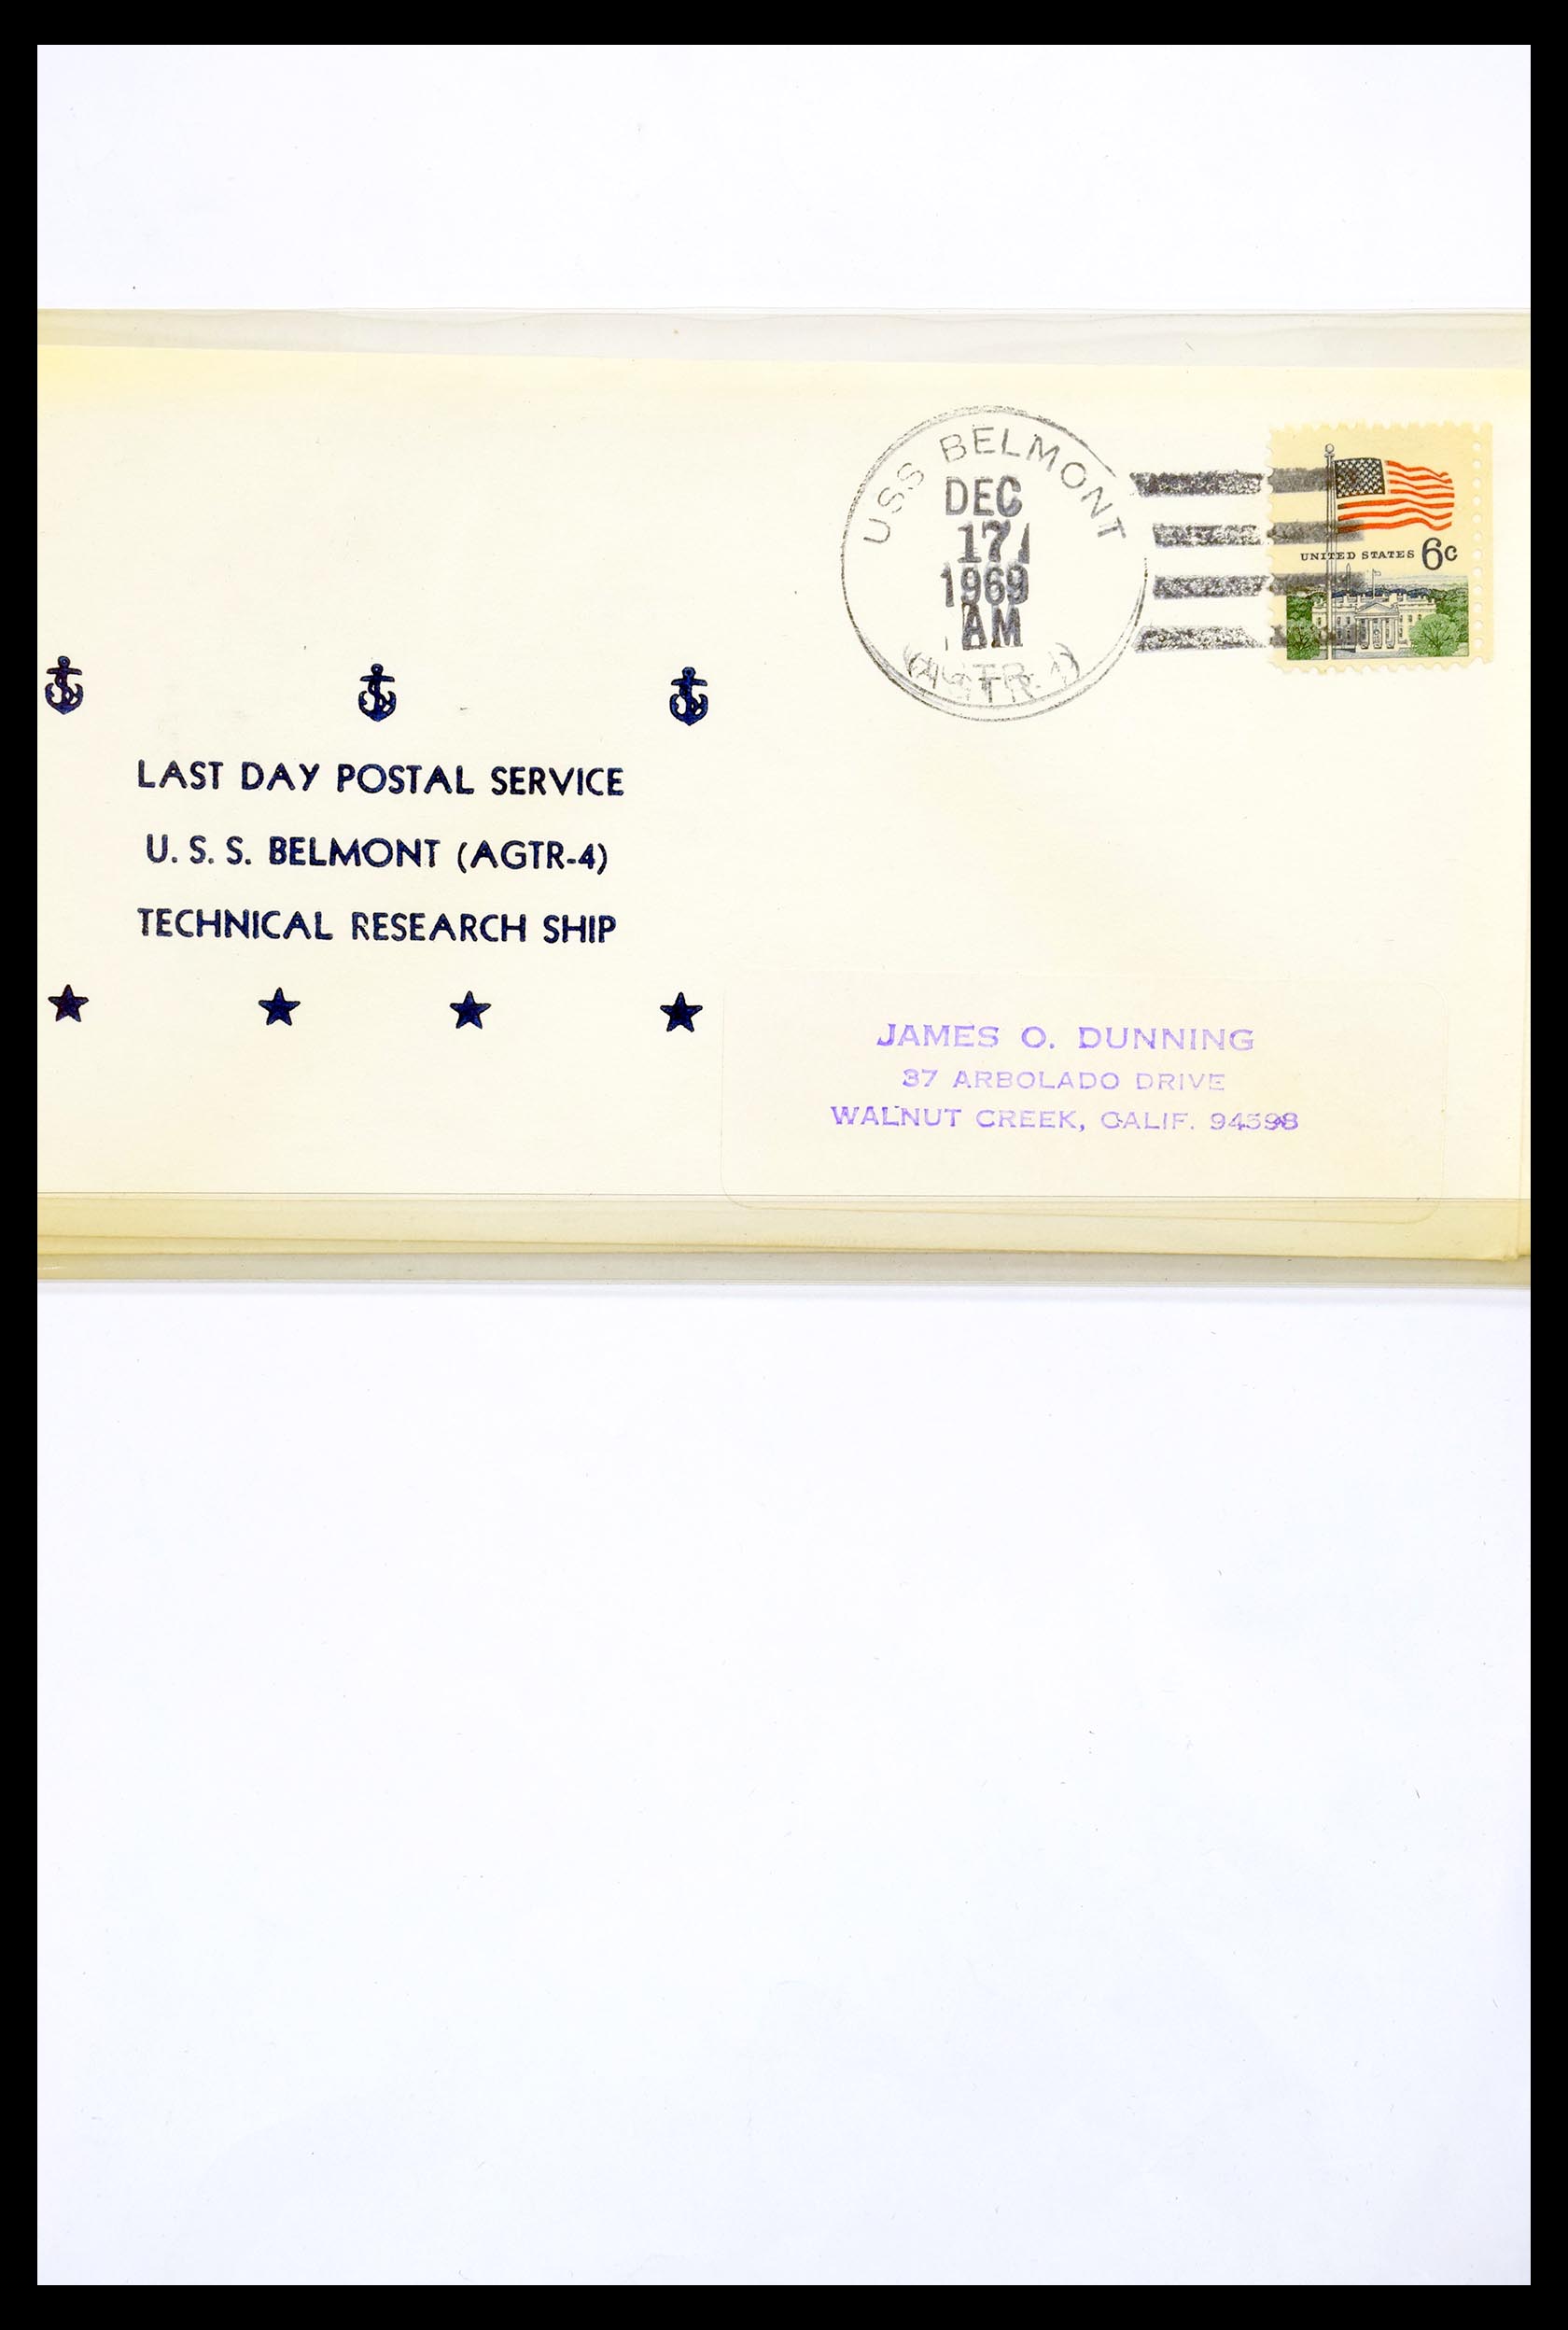 USS BELMONT
DEC
17
1969
AM
UNITED STATES 6c
LAST DAY POSTAL SERVICE
U. S. S. BELMONT (AGTR-4)
TECHNICAL RESEARCH SHIP
JAMES O. DUNNING
37 ARBOLADO DRIVE
WALNUT CREEK, CALIF. 94598